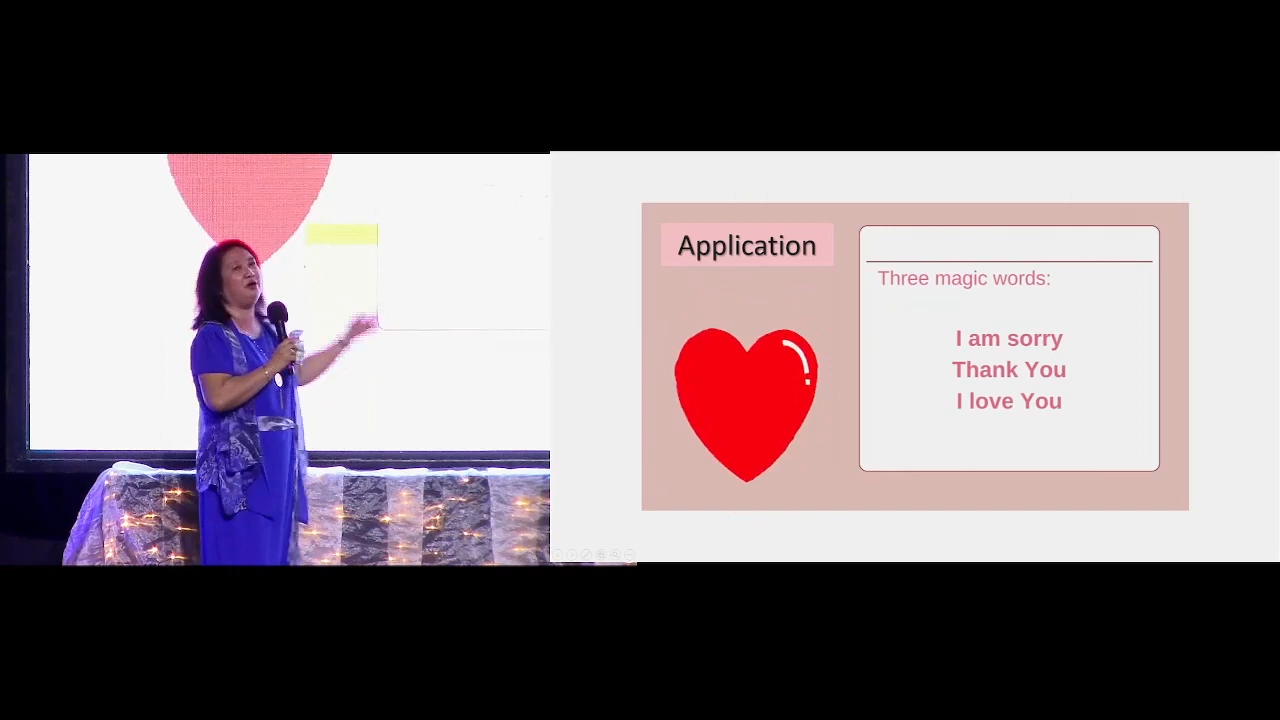 Application
Three magic words:
I am sorry
Thank You
I love You